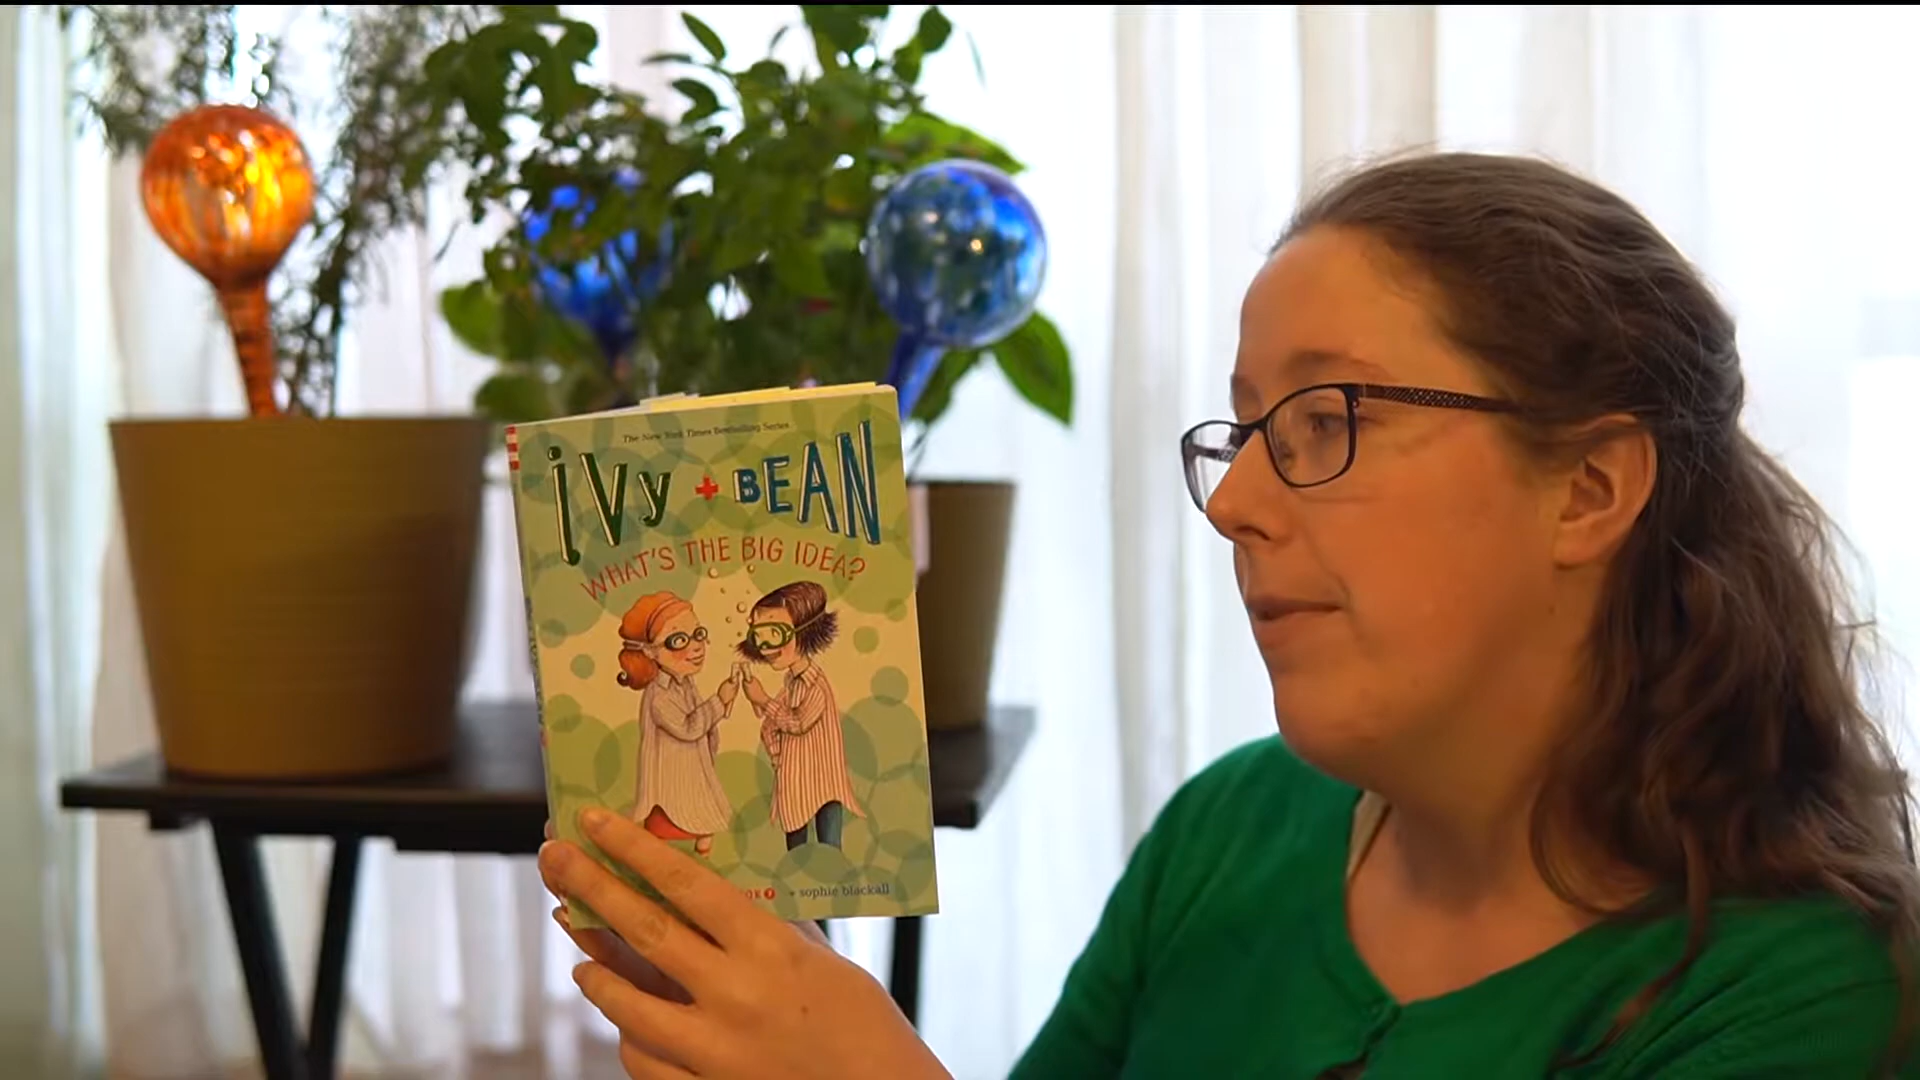 The New York Times Bestselling Series
ivy + BEAN
WHAT'S THE BIG IDEA?
+ sophie blackall